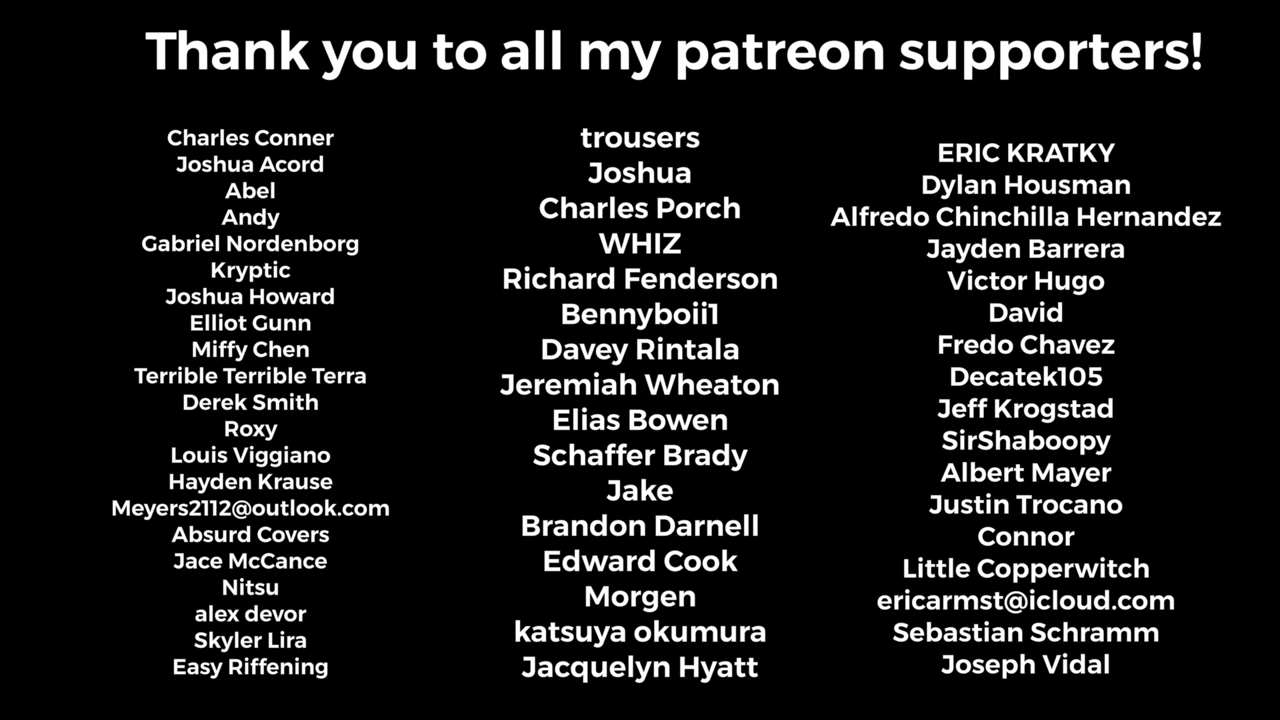 Thank you to all my patreon supporters!
Charles Conner
Joshua Acord
Abel
Andy
Gabriel Nordenborg
Kryptic
Joshua Howard
Elliot Gunn
Miffy Chen
Terrible Terrible Terra
Derek Smith
Roxy
Louis Viggiano
Hayden Krause
Meyers2112@outlook.com
Absurd Covers
Jace McCance
Nitsu
alex devor
Skyler Lira
Easy Riffening
trousers
Joshua
Charles Porch
WHIZ
Richard Fenderson
Bennyboii1
Davey Rintala
Jeremiah Wheaton
Elias Bowen
Schaffer Brady
Jake
Brandon Darnell
Edward Cook
Morgen
katsuya okumura
Jacquelyn Hyatt
ERIC KRATKY
Dylan Housman
Alfredo Chinchilla Hernandez
Jayden Barrera
Victor Hugo
David
Fredo Chavez
Decatek105
Jeff Krogstad
SirShaboopy
Albert Mayer
Justin Trocano
Connor
Little Copperwitch
ericarmst@icloud.com
Sebastian Schramm
Joseph Vidal